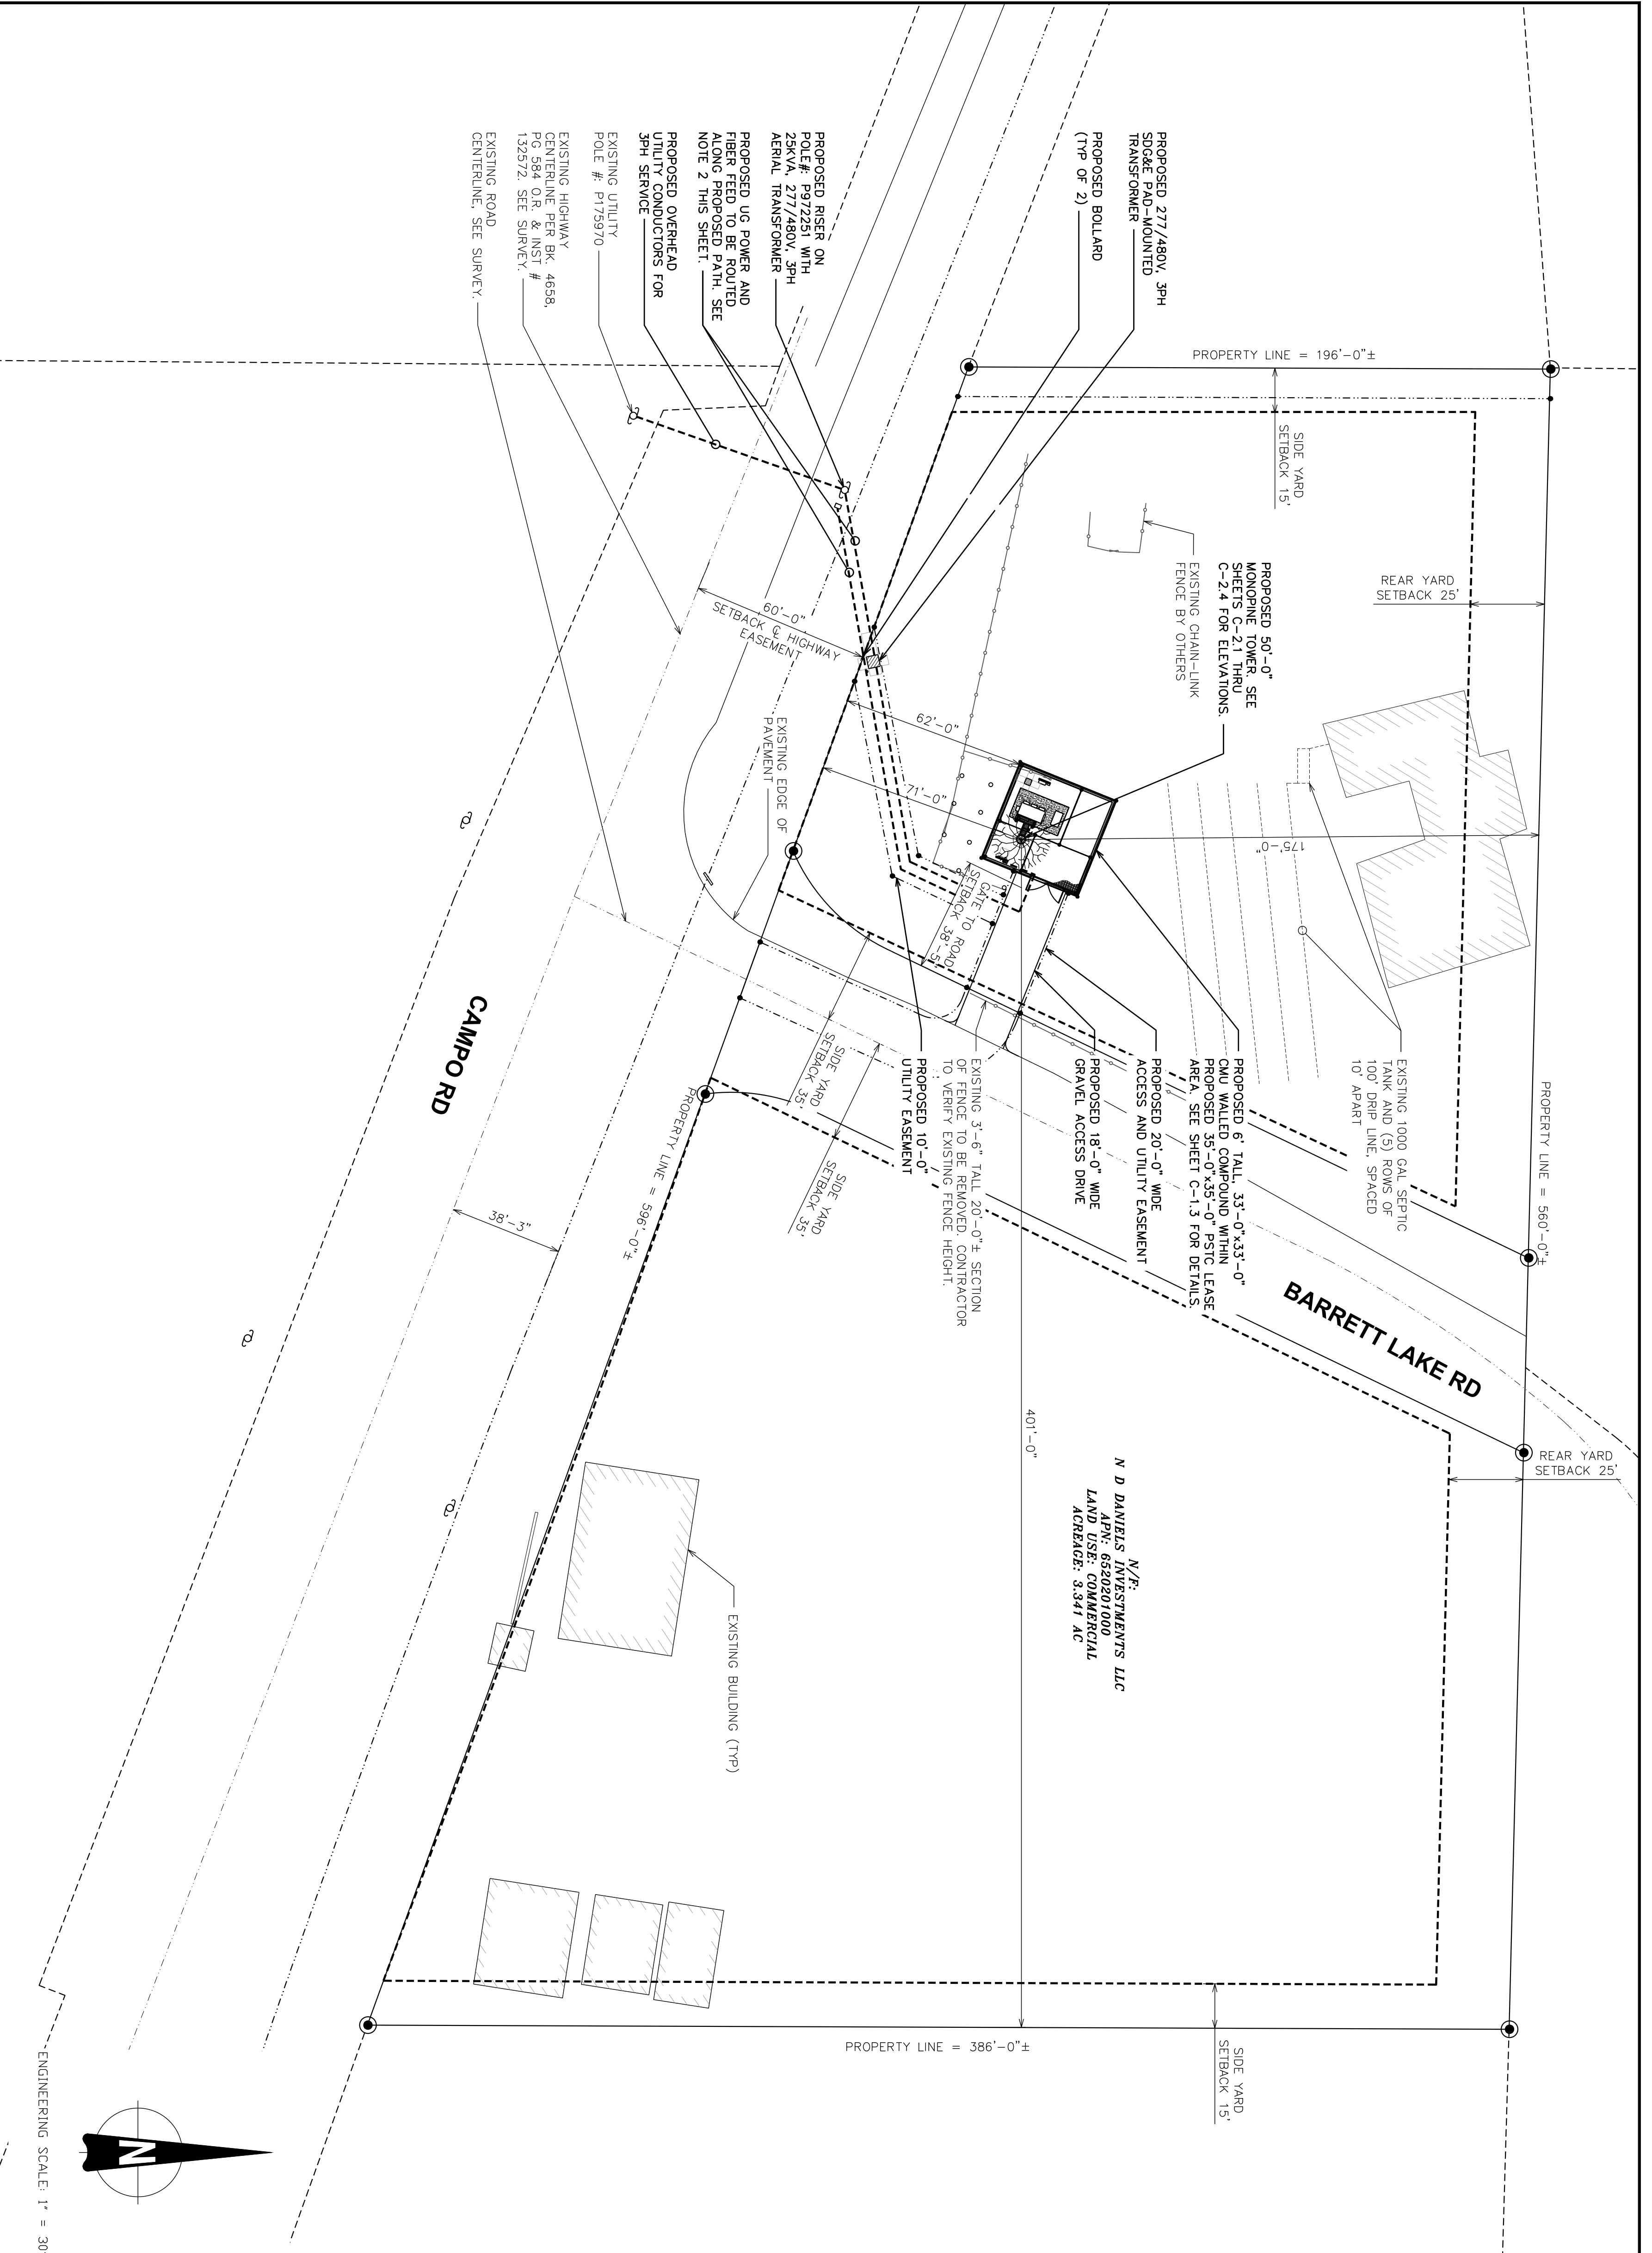 PROPERTY LINE = 196'-0"±
SIDE YARD
SETBACK 15'
REAR YARD
SETBACK 25'
PROPOSED 277/480V, 3PH
SDG&E PAD-MOUNTED
TRANSFORMER
PROPOSED BOLLARD
(TYP OF 2)
PROPOSED RISER ON
POLE#: P972251 WITH
25KVA, 277/480V, 3PH
AERIAL TRANSFORMER
PROPOSED UG POWER AND
FIBER FEED TO BE ROUTED
ALONG PROPOSED PATH. SEE
NOTE 2 THIS SHEET.
PROPOSED OVERHEAD
UTILITY CONDUCTORS FOR
3PH SERVICE
EXISTING UTILITY
POLE #: P175970
EXISTING HIGHWAY
CENTERLINE PER BK. 4658,
PG 584 O.R. & INST #
132572. SEE SURVEY.
EXISTING ROAD
CENTERLINE, SEE SURVEY.
PROPOSED 50'-0"
MONOPINE TOWER. SEE
SHEETS C-2.1 THRU
C-2.4 FOR ELEVATIONS.
EXISTING CHAIN-LINK
FENCE BY OTHERS
60'-0"
SETBACK ℄ HIGHWAY
EASEMENT
62'-0"
71'-0"
175'-0"
EXISTING EDGE OF
PAVEMENT
GATE TO ROAD
SETBACK 38'-5"
EXISTING 1000 GAL SEPTIC
TANK AND (5) ROWS OF
100' DRIP LINE, SPACED
10' APART
PROPOSED 6' TALL, 33'-0"x33'-0"
CMU WALLED COMPOUND WITHIN
PROPOSED 35'-0"x35'-0" PSTC LEASE
AREA. SEE SHEET C-1.3 FOR DETAILS.
PROPOSED 20'-0" WIDE
ACCESS AND UTILITY EASEMENT
PROPOSED 18'-0" WIDE
GRAVEL ACCESS DRIVE
EXISTING 3'-6" TALL 20'-0"± SECTION
OF FENCE TO BE REMOVED. CONTRACTOR
TO VERIFY EXISTING FENCE HEIGHT.
PROPOSED 10'-0"
UTILITY EASEMENT
SIDE YARD
SETBACK 35'
SIDE YARD
SETBACK 35'
PROPERTY LINE = 560'-0"±
PROPERTY LINE = 596'-0"±
38'-3"
CAMPO RD
BARRETT LAKE RD
REAR YARD
SETBACK 25'
401'-0"
N/F:
N D DANIELS INVESTMENTS LLC
APN: 6520201000
LAND USE: COMMERCIAL
ACREAGE: 3.341 AC
EXISTING BUILDING (TYP)
PROPERTY LINE = 386'-0"±
SIDE YARD
SETBACK 15'
N
ENGINEERING SCALE: 1" = 30'